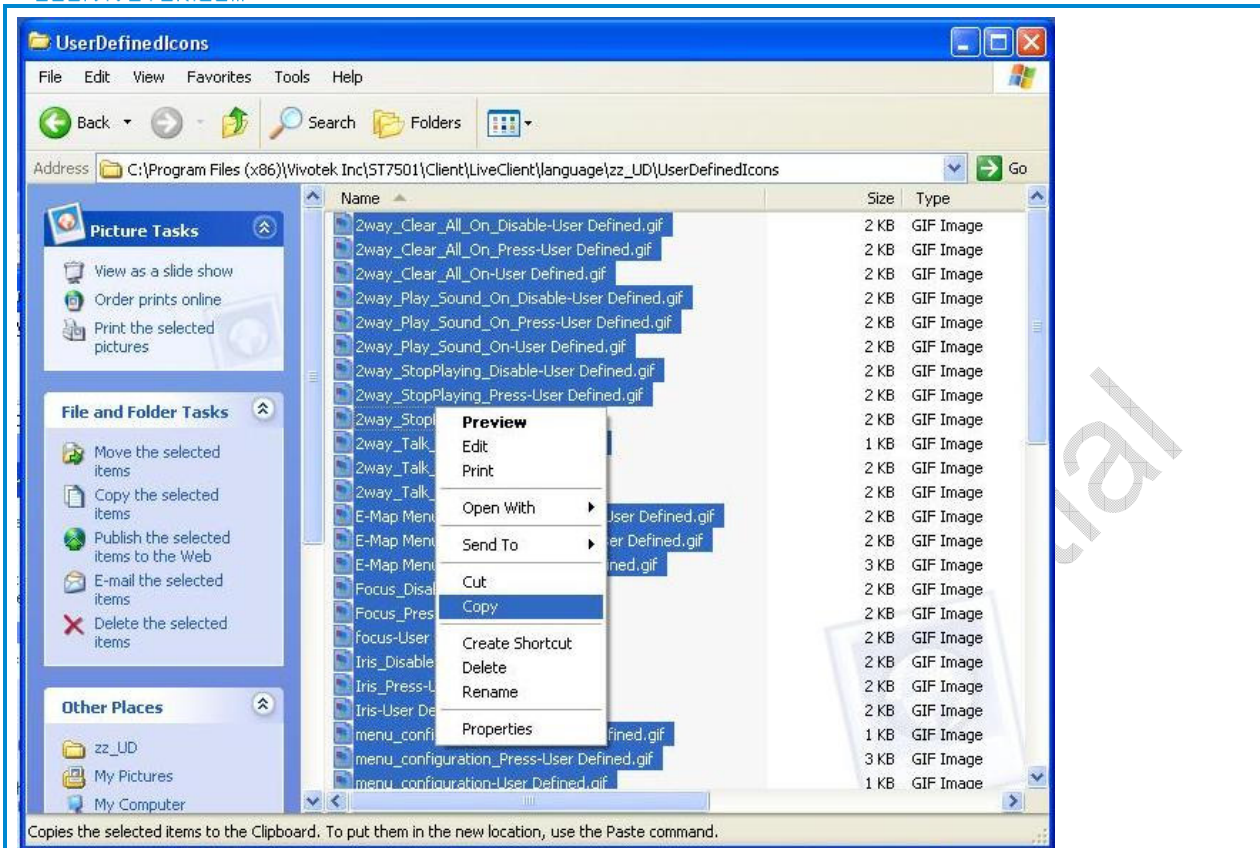 UserDefinedIcons
File Edit View Favorites Tools Help
Back Search Folders
Address C:\Program Files (x86)\Vivotek Inc\ST7501\Client\LiveClient\language\zz_UD\UserDefinedIcons Go
Name Size Type
Picture Tasks
View as a slide show
Order prints online
Print the selected
pictures
File and Folder Tasks
Move the selected
items
Copy the selected
items
Publish the selected
items to the Web
E-mail the selected
items
Delete the selected
items
Other Places
zz_UD
My Pictures
My Computer
2way_Clear_All_On_Disable-User Defined.gif 2 KB GIF Image
2way_Clear_All_On_Press-User Defined.gif 2 KB GIF Image
2way_Clear_All_On-User Defined.gif 2 KB GIF Image
2way_Play_Sound_On_Disable-User Defined.gif 2 KB GIF Image
2way_Play_Sound_On_Press-User Defined.gif 2 KB GIF Image
2way_Play_Sound_On-User Defined.gif 2 KB GIF Image
2way_StopPlaying_Disable-User Defined.gif 2 KB GIF Image
2way_StopPlaying_Press-User Defined.gif 2 KB GIF Image
2way_Stop 2 KB GIF Image
2way_Talk_ 1 KB GIF Image
2way_Talk_ 2 KB GIF Image
2way_Talk_ 2 KB GIF Image
E-Map Menu User Defined.gif 2 KB GIF Image
E-Map Menu er Defined.gif 2 KB GIF Image
E-Map Menu ined.gif 3 KB GIF Image
Focus_Disa 2 KB GIF Image
Focus_Pres 2 KB GIF Image
focus-User 2 KB GIF Image
Iris_Disable 2 KB GIF Image
Iris_Press-U 2 KB GIF Image
Iris-User De 2 KB GIF Image
menu_confi fined.gif 1 KB GIF Image
menu_configuration_Press-User Defined.gif 3 KB GIF Image
menu_configuration-User Defined.gif 1 KB GIF Image
Preview
Edit
Print
Open With
Send To
Cut
Copy
Create Shortcut
Delete
Rename
Properties
Copies the selected items to the Clipboard. To put them in the new location, use the Paste command.